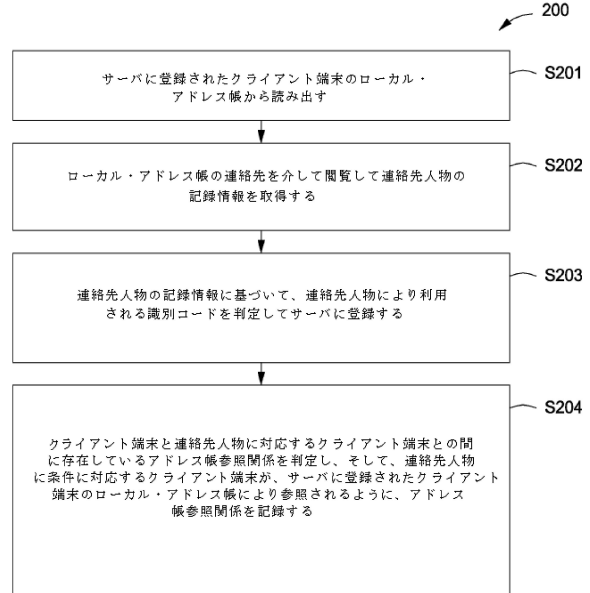 200
サーバに登録されたクライアント端末のローカル・
アドレス帳から読み出す
S201
ローカル・アドレス帳の連絡先を介して閲覧して連絡先人物の
記録情報を取得する
S202
連絡先人物の記録情報に基づいて、連絡先人物により利用
される識別コードを判定してサーバに登録する
S203
クライアント端末と連絡先人物に対応するクライアント端末との間
に存在しているアドレス帳参照関係を判定し、そして、連絡先人物
に条件に対応するクライアント端末が、サーバに登録されたクライアント
端末のローカル・アドレス帳により参照されるように、アドレス
帳参照関係を記録する
S204